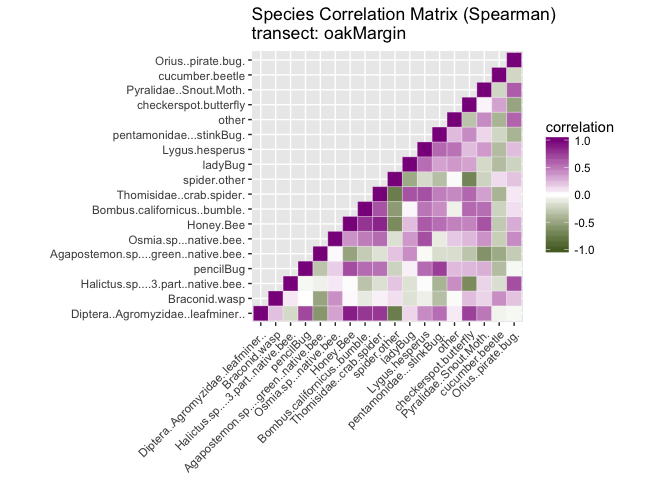 Species Correlation Matrix (Spearman)
transect: oakMargin
Orius..pirate.bug.
cucumber.beetle
Pyralidae..Snout.Moth.
checkerspot.butterfly
other
pentamonidae...stinkBug.
Lygus.hesperus
ladyBug
spider.other
Thomisidae..crab.spider.
Bombus.californicus..bumble.
Honey.Bee
Osmia.sp...native.bee.
Agapostemon.sp....green..native.bee.
pencilBug
Halictus.sp....3.part..native.bee.
Braconid.wasp
Diptera..Agromyzidae..leafminer..
correlation
1.0
0.5
0.0
-0.5
-1.0
Diptera..Agromyzidae..leafminer..
Braconid.wasp
Halictus.sp....3.part..native.bee.
pencilBug
Agapostemon.sp....green..native.bee.
Osmia.sp...native.bee.
Honey.Bee
Bombus.californicus..bumble.
Thomisidae..crab.spider.
spider.other
ladyBug
Lygus.hesperus
pentamonidae...stinkBug.
other
checkerspot.butterfly
Pyralidae..Snout.Moth.
cucumber.beetle
Orius..pirate.bug.